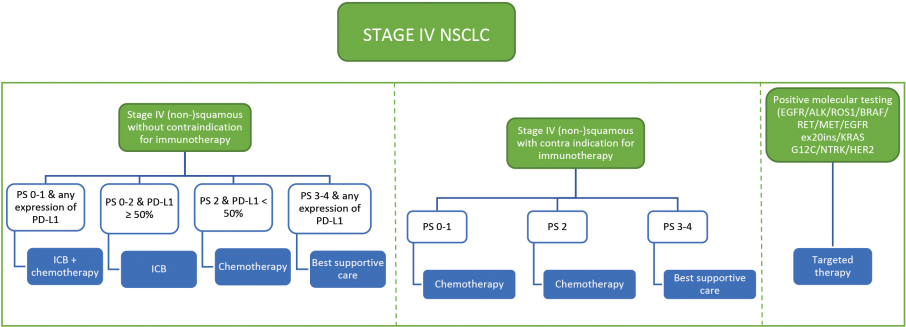 STAGE IV NSCLC
Stage IV (non-)squamous
without contraindication
for immunotherapy
PS 0-1 & any
expression of
PD-L1
PS 0-2 & PD-L1
≥ 50%
PS 2 & PD-L1 <
50%
PS 3-4 & any
expression of
PD-L1
ICB +
chemotherapy
ICB
Chemotherapy
Best supportive
care
Stage IV (non-)squamous
with contra indication for
immunotherapy
PS 0-1
PS 2
PS 3-4
Chemotherapy
Chemotherapy
Best supportive
care
Positive molecular testing
(EGFR/ALK/ROS1/BRAF/
RET/MET/EGFR
ex20ins/KRAS
G12C/NTRK/HER2
Targeted
therapy